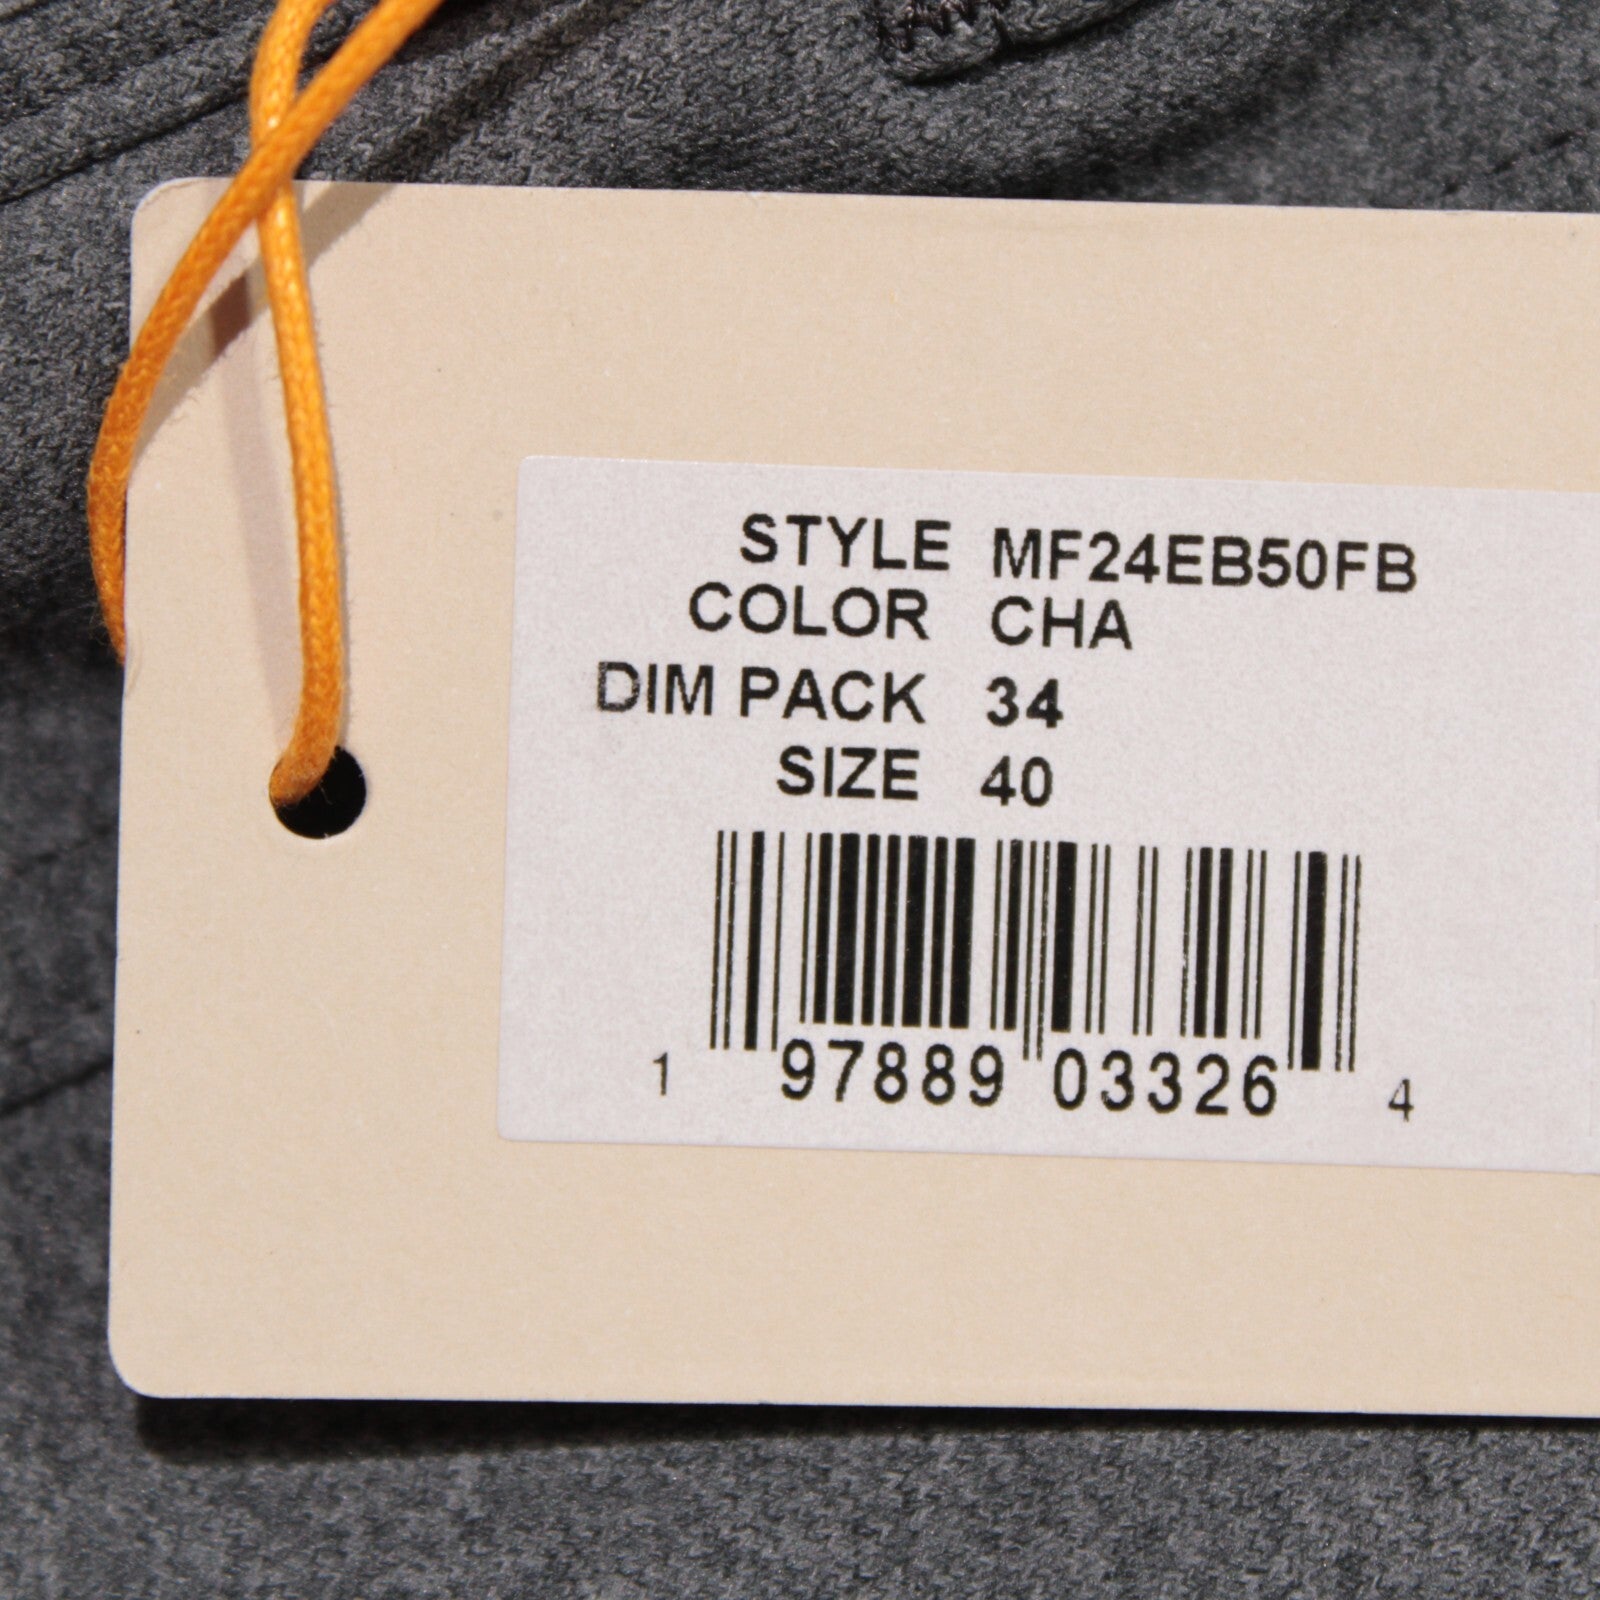 STYLE MF24EB50FB
COLOR CHA
DIM PACK 34
SIZE 40
1 97889 03326 4